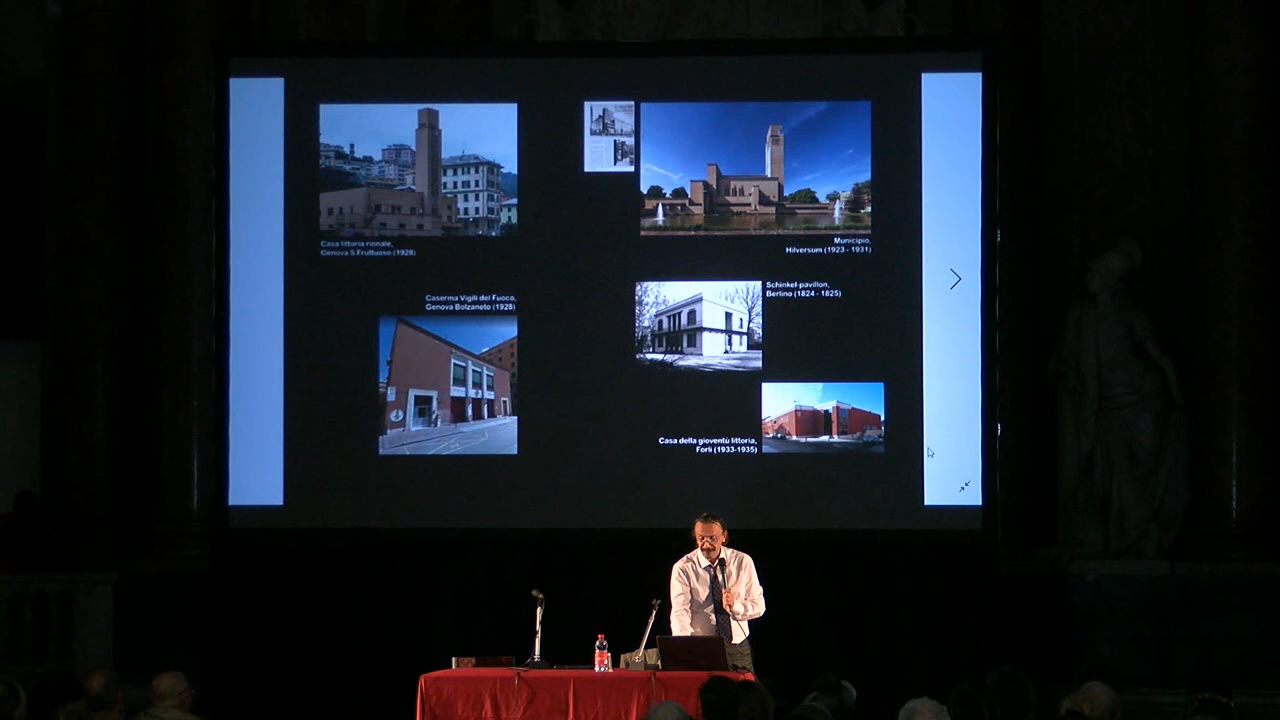 Casa littoria rionale,
Genova S.Fruttuoso (1928)
Municipio,
Hilversum (1923 - 1931)
Caserma Vigili del Fuoco,
Genova Bolzaneto (1928)
Schinkel-pavillon,
Berlino (1824 - 1825)
Casa della gioventù littoria,
Forlì (1933-1935)